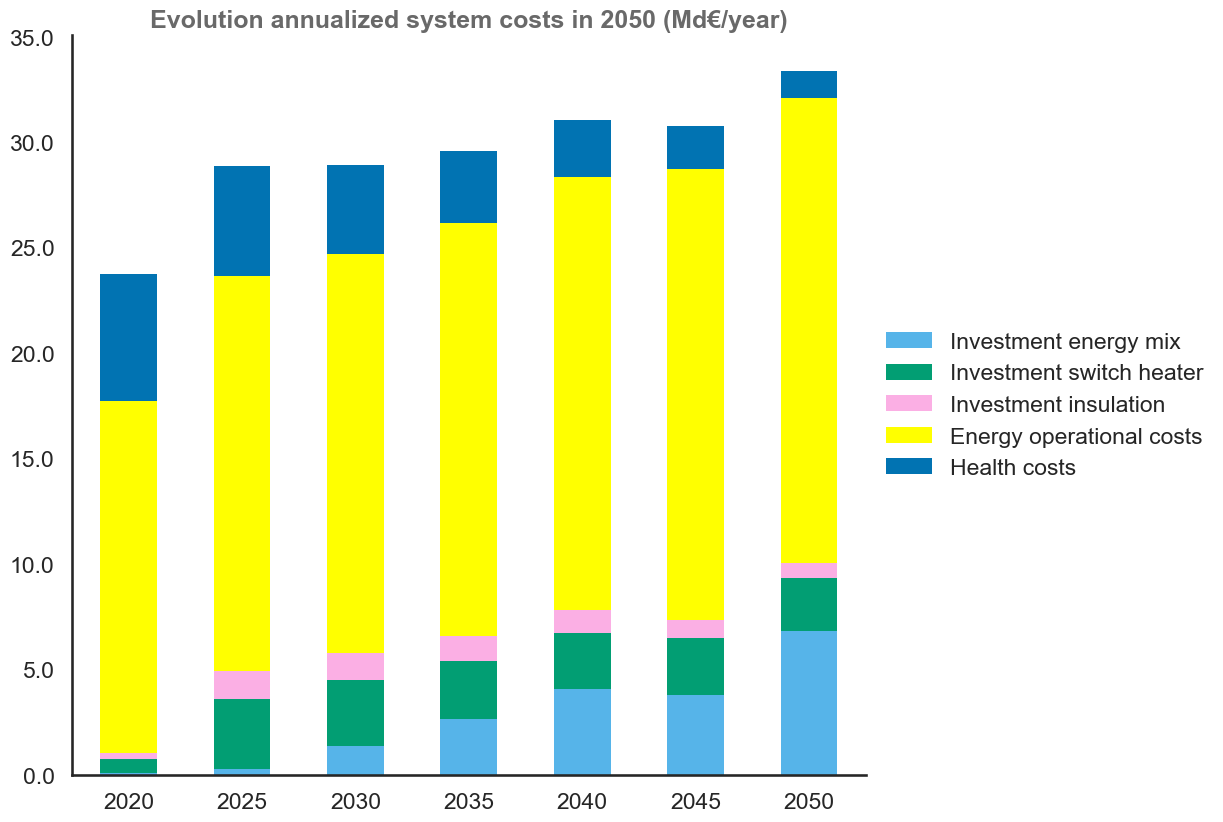 Evolution annualized system costs in 2050 (Md€/year)
35.0
30.0
25.0
20.0
15.0
10.0
5.0
0.0
2020 2025 2030 2035 2040 2045 2050
Investment energy mix
Investment switch heater
Investment insulation
Energy operational costs
Health costs